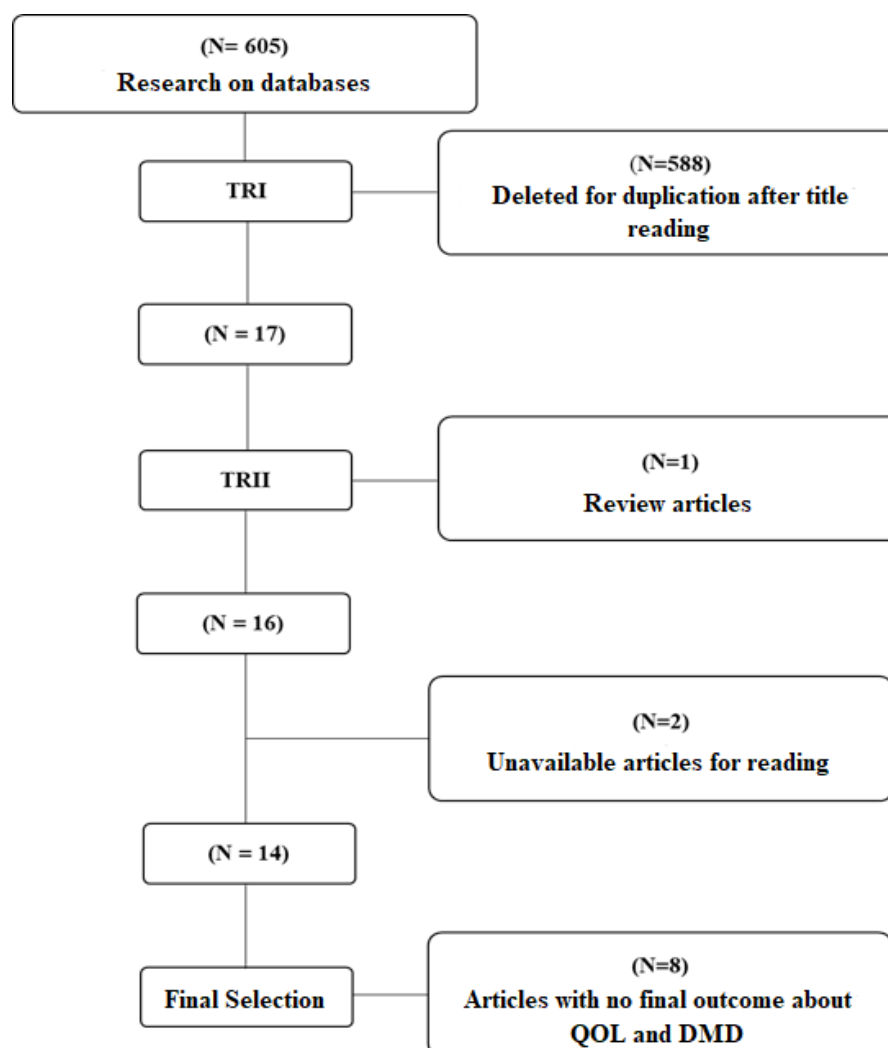 (N= 605)
Research on databases
TRI
(N=588)
Deleted for duplication after title
reading
(N = 17)
TRII
(N=1)
Review articles
(N = 16)
(N=2)
Unavailable articles for reading
(N = 14)
Final Selection
(N=8)
Articles with no final outcome about
QOL and DMD